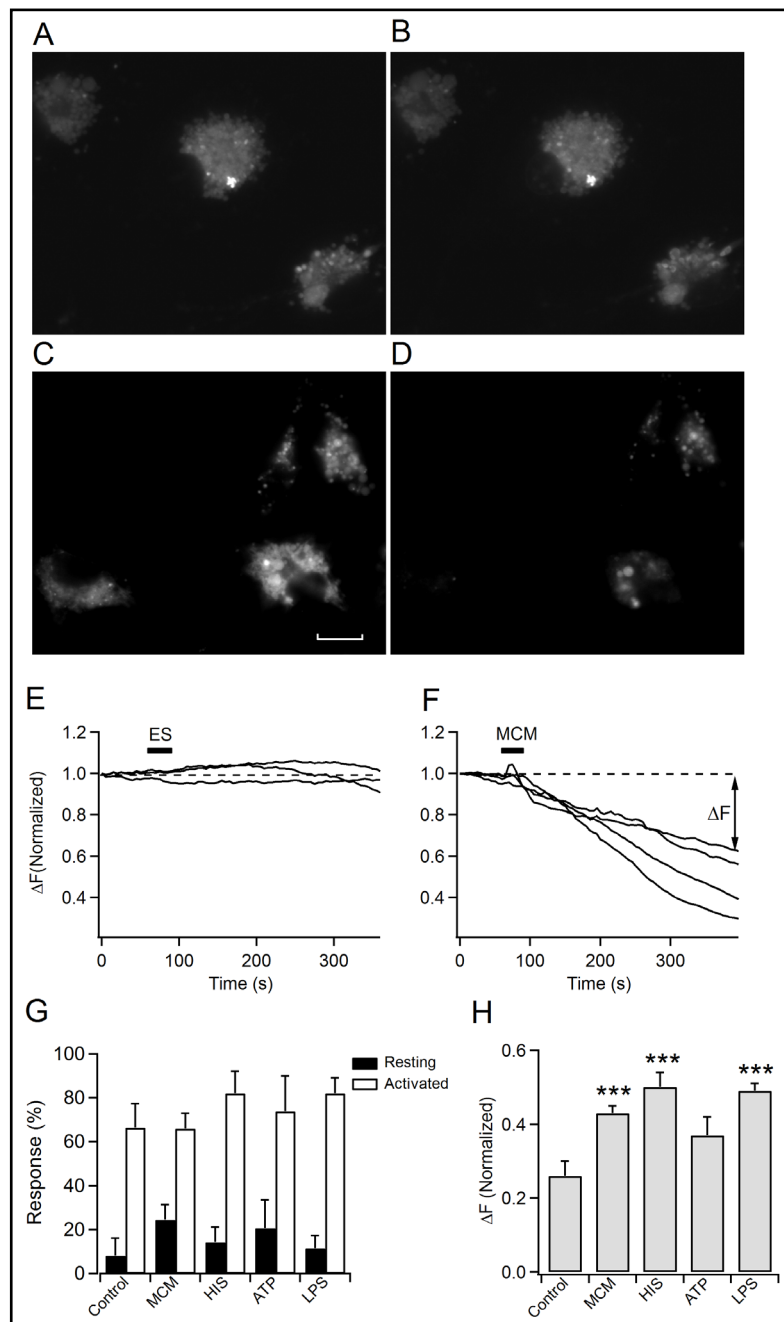 A
B
C
D
E
F
1.2
1.0
0.8
0.6
0.4
ΔF(Normalized)
ES
0
100
200
300
Time (s)
1.2
1.0
0.8
0.6
0.4
MCM
ΔF
0
100
200
300
Time (s)
G
H
100
80
60
40
20
0
Response (%)
Resting
Activated
Control
MCM
HIS
ATP
LPS
0.6
0.4
0.2
0.0
ΔF (Normalized)
***
***
***
Control
MCM
HIS
ATP
LPS